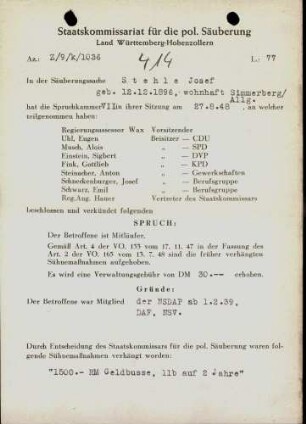 Staatskommissariat für die pol. Säuberung
Land Württemberg-Hohenzollern
Az.: Z/9/K/1036
L.: 77
414
In der Säuberungssache S t e h l e Josef
geb. 12.12.1896, wohnhaft Simmerberg/
Allg.
hat die Spruchkammer VII in ihrer Sitzung am 27.8.48, an welcher
teilgenommen haben:
Regierungsassessor Wax Vorsitzender
Uhl, Eugen Beisitzer — CDU
Musch, Alois » — SPD
Einstein, Sigbert » — DVP
Fink, Gottlieb » — KPD
Steinacher, Anton » — Gewerkschaften
Schneckenburger, Josef » — Berufsgruppe
Schwarz, Emil » — Berufsgruppe
Reg.Ang. Hauer Vertreter des Staatskommissars
beschlossen und verkündet folgenden
SPRUCH:
Der Betroffene ist Mitläufer.
Gemäß Art. 4 der VO. 133 vom 17. 11. 47 in der Fassung des
Art. 2 der VO. 165 vom 13. 7. 48 sind die früher verhängten
Sühnemaßnahmen aufgehoben.
Es wird eine Verwaltungsgebühr von DM 30.-- erhoben.
Gründe:
Der Betroffene war Mitglied der NSDAP ab 1.2.39,
DAF, NSV.
Durch Entscheidung des Staatskommissars für die pol. Säuberung waren fol-
gende Sühnemaßnahmen verhängt worden:
"1500.- RM Geldbusse, 11b auf 2 Jahre"